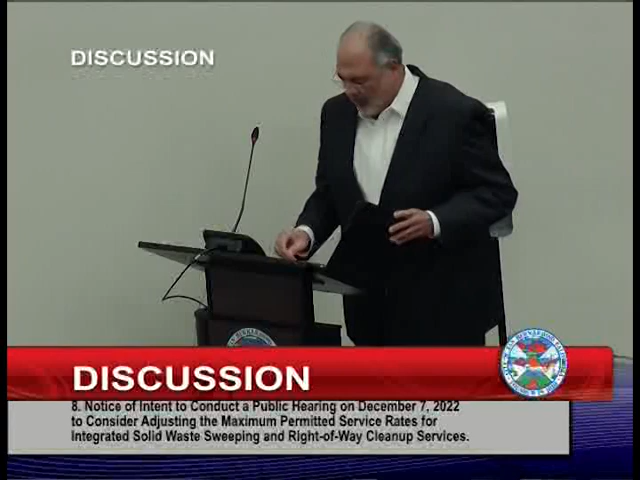 DISCUSSION
DISCUSSION
8. Notice of Intent to Conduct a Public Hearing on December 7, 2022
to Consider Adjusting the Maximum Permitted Service Rates for
Integrated Solid Waste Sweeping and Right-of-Way Cleanup Services.